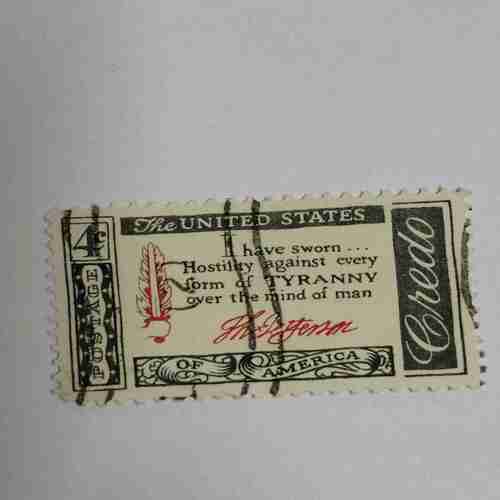 4c
POSTAGE
The UNITED STATES
I have sworn...
Hostility against every
form of TYRANNY
over the mind of man
Th. Jefferson
OF AMERICA
Credo